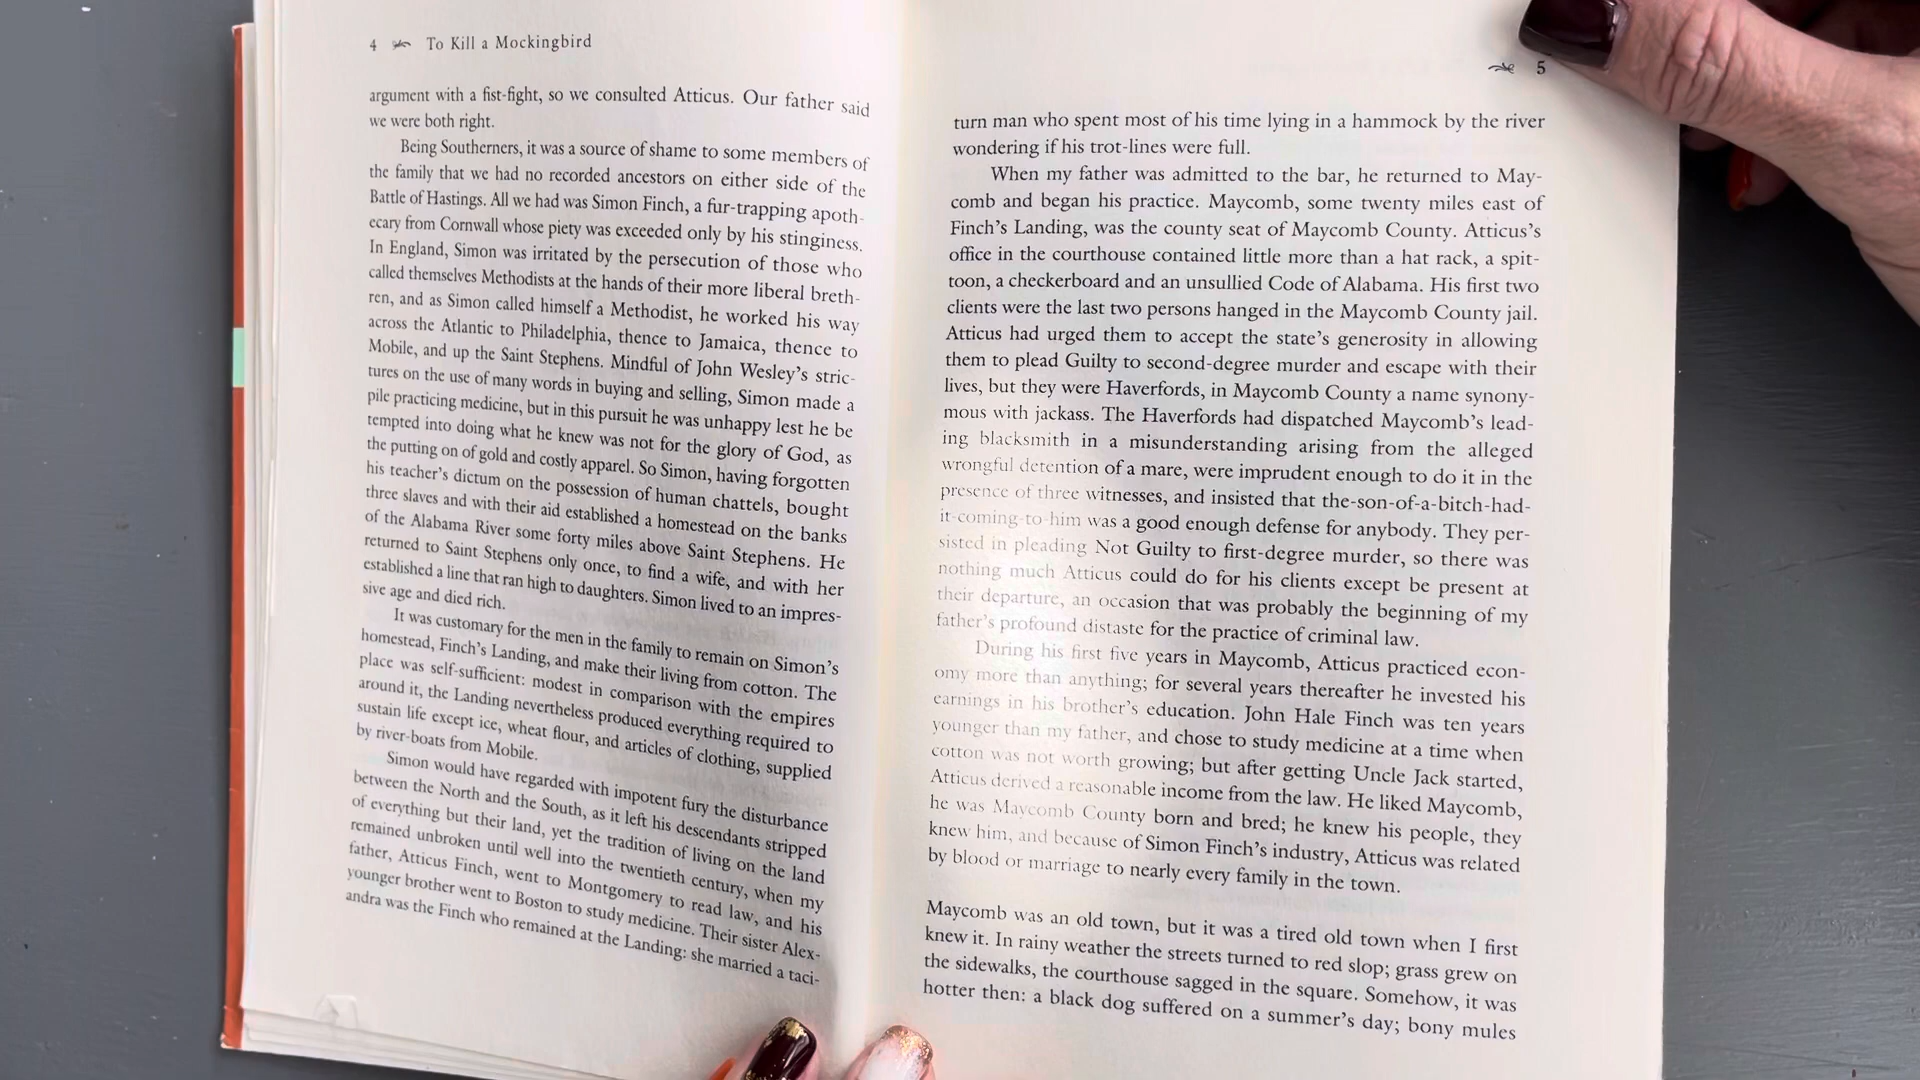 4 To Kill a Mockingbird
argument with a fist-fight, so we consulted Atticus. Our father said
we were both right.
Being Southerners, it was a source of shame to some members of
the family that we had no recorded ancestors on either side of the
Battle of Hastings. All we had was Simon Finch, a fur-trapping apoth-
ecary from Cornwall whose piety was exceeded only by his stinginess.
In England, Simon was irritated by the persecution of those who
called themselves Methodists at the hands of their more liberal breth-
ren, and as Simon called himself a Methodist, he worked his way
across the Atlantic to Philadelphia, thence to Jamaica, thence to
Mobile, and up the Saint Stephens. Mindful of John Wesley's stric-
tures on the use of many words in buying and selling, Simon made a
pile practicing medicine, but in this pursuit he was unhappy lest he be
tempted into doing what he knew was not for the glory of God, as
the putting on of gold and costly apparel. So Simon, having forgotten
his teacher's dictum on the possession of human chattels, bought
three slaves and with their aid established a homestead on the banks
of the Alabama River some forty miles above Saint Stephens. He
returned to Saint Stephens only once, to find a wife, and with her
established a line that ran high to daughters. Simon lived to an impres-
sive age and died rich.
It was customary for the men in the family to remain on Simon's
homestead, Finch's Landing, and make their living from cotton. The
place was self-sufficient: modest in comparison with the empires
around it, the Landing nevertheless produced everything required to
sustain life except ice, wheat flour, and articles of clothing, supplied
by river-boats from Mobile.
Simon would have regarded with impotent fury the disturbance
between the North and the South, as it left his descendants stripped
of everything but their land, yet the tradition of living on the land
remained unbroken until well into the twentieth century, when my
father, Atticus Finch, went to Montgomery to read law, and his
younger brother went to Boston to study medicine. Their sister Alex-
andra was the Finch who remained at the Landing: she married a taci-
5
turn man who spent most of his time lying in a hammock by the river
wondering if his trot-lines were full.
When my father was admitted to the bar, he returned to May-
comb and began his practice. Maycomb, some twenty miles east of
Finch's Landing, was the county seat of Maycomb County. Atticus's
office in the courthouse contained little more than a hat rack, a spit-
toon, a checkerboard and an unsullied Code of Alabama. His first two
clients were the last two persons hanged in the Maycomb County jail.
Atticus had urged them to accept the state's generosity in allowing
them to plead Guilty to second-degree murder and escape with their
lives, but they were Haverfords, in Maycomb County a name synony-
mous with jackass. The Haverfords had dispatched Maycomb's lead-
ing blacksmith in a misunderstanding arising from the alleged
wrongful detention of a mare, were imprudent enough to do it in the
presence of three witnesses, and insisted that the-son-of-a-bitch-had-
it-coming-to-him was a good enough defense for anybody. They per-
sisted in pleading Not Guilty to first-degree murder, so there was
nothing much Atticus could do for his clients except be present at
their departure, an occasion that was probably the beginning of my
father's profound distaste for the practice of criminal law.
During his first five years in Maycomb, Atticus practiced econ-
omy more than anything; for several years thereafter he invested his
earnings in his brother's education. John Hale Finch was ten years
younger than my father, and chose to study medicine at a time when
cotton was not worth growing; but after getting Uncle Jack started,
Atticus derived a reasonable income from the law. He liked Maycomb,
he was Maycomb County born and bred; he knew his people, they
knew him, and because of Simon Finch's industry, Atticus was related
by blood or marriage to nearly every family in the town.
Maycomb was an old town, but it was a tired old town when I first
knew it. In rainy weather the streets turned to red slop; grass grew on
the sidewalks, the courthouse sagged in the square. Somehow, it was
hotter then: a black dog suffered on a summer's day; bony mules